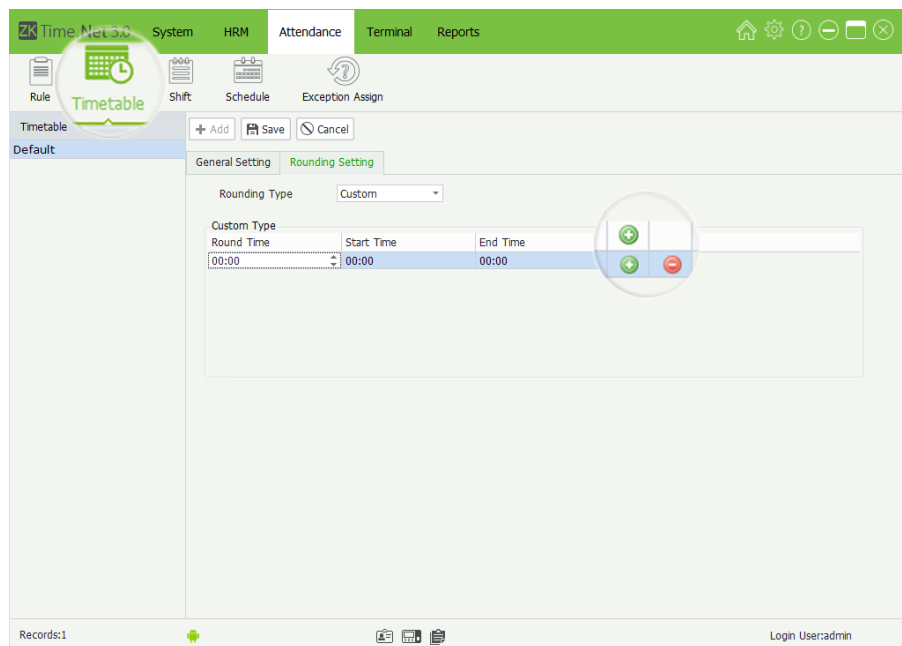 ZKTime.Net 3.0 System HRM Attendance Terminal Reports
Rule Timetable Shift Schedule Exception Assign
Timetable
Default
Add Save Cancel
General Setting Rounding Setting
Rounding Type Custom
Custom Type
Round Time Start Time End Time
00:00 00:00 00:00
Records:1 Login User:admin